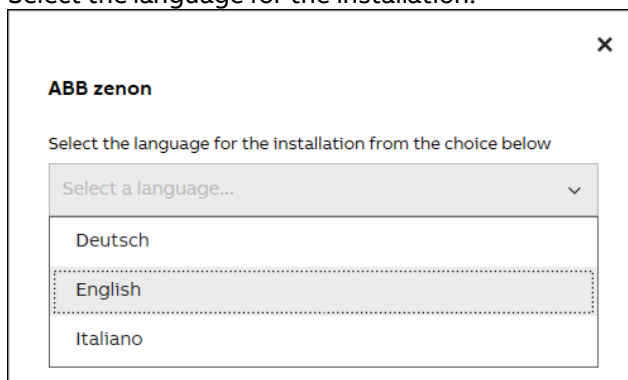 Select the language for the installation.
ABB zenon
Select the language for the installation from the choice below
Select a language...
Deutsch
English
Italiano